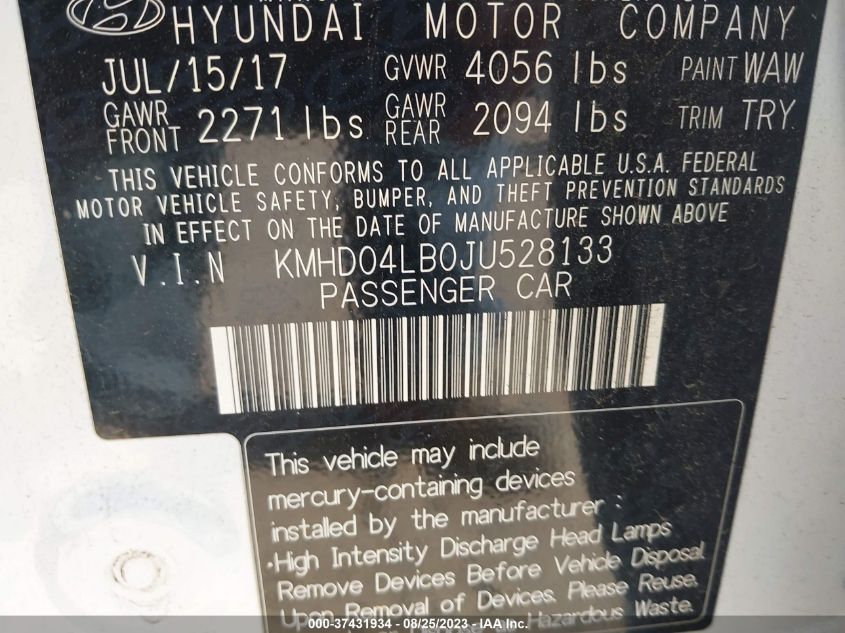 HYUNDAI MOTOR COMPANY
JUL/15/17 GVWR 4056 lbs PAINT WAW
GAWR FRONT 2271 lbs GAWR REAR 2094 lbs TRIM TRY
THIS VEHICLE CONFORMS TO ALL APPLICABLE U.S.A. FEDERAL
MOTOR VEHICLE SAFETY, BUMPER, AND THEFT PREVENTION STANDARDS
IN EFFECT ON THE DATE OF MANUFACTURE SHOWN ABOVE
V.I.N KMHD04LB0JU528133
PASSENGER CAR
This vehicle may include
mercury-containing devices
installed by the manufacturer :
·High Intensity Discharge Head Lamps
Remove Devices Before Vehicle Disposal
Upon Removal of Devices. Please Reuse.
Hazardous Waste.
000-37431934 - 08/25/2023 - IAA Inc.